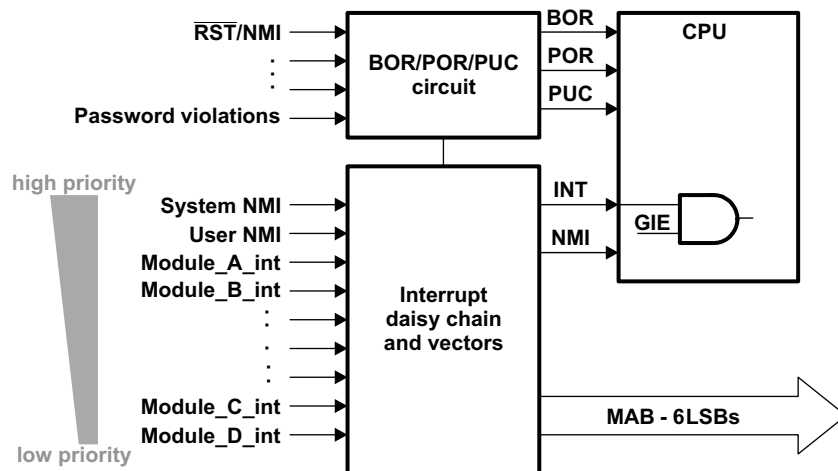 RST/NMI
Password violations
BOR/POR/PUC
circuit
BOR
POR
PUC
CPU
high priority
low priority
System NMI
User NMI
Module_A_int
Module_B_int
Module_C_int
Module_D_int
Interrupt
daisy chain
and vectors
INT
NMI
GIE
MAB - 6LSBs